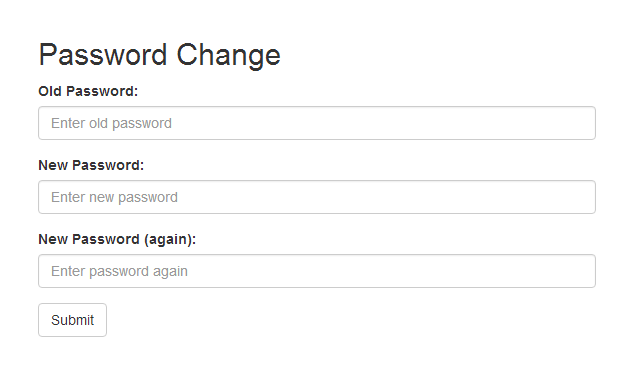 Password Change
Old Password:
Enter old password
New Password:
Enter new password
New Password (again):
Enter password again
Submit